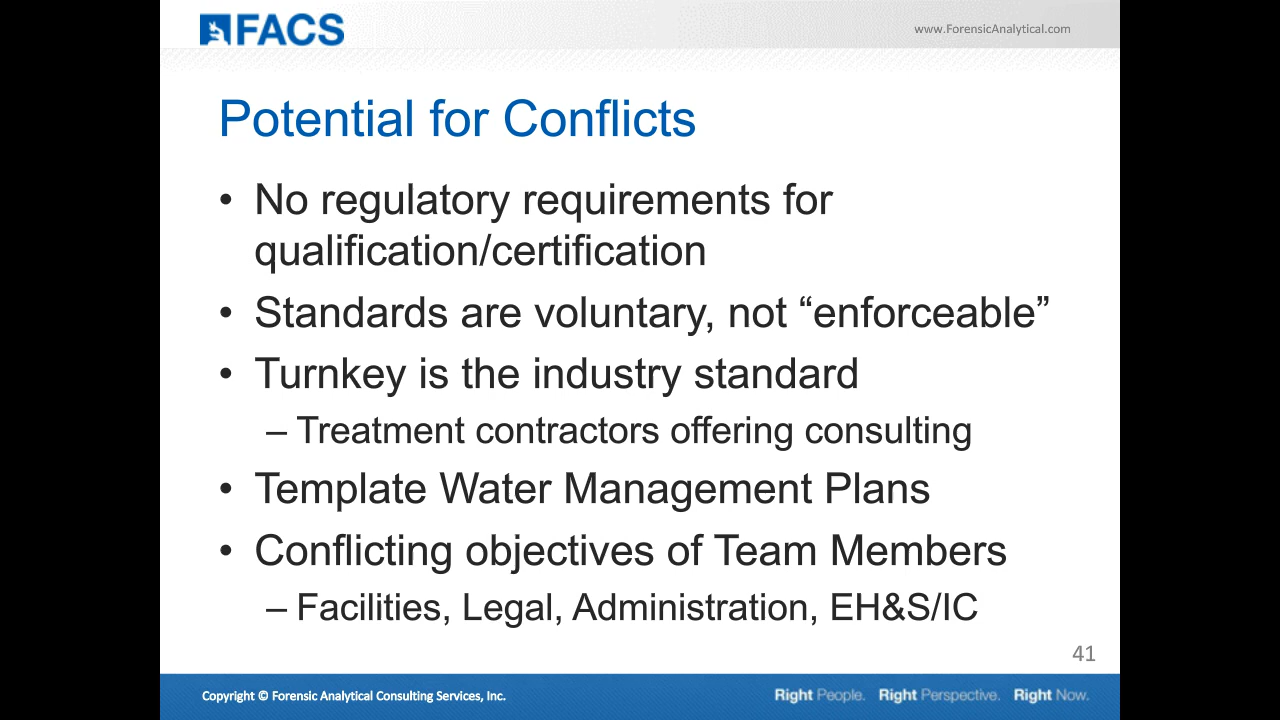 FACS
www.ForensicAnalytical.com
Potential for Conflicts
• No regulatory requirements for
qualification/certification
• Standards are voluntary, not “enforceable”
• Turnkey is the industry standard
– Treatment contractors offering consulting
• Template Water Management Plans
• Conflicting objectives of Team Members
– Facilities, Legal, Administration, EH&S/IC
41
Copyright © Forensic Analytical Consulting Services, Inc.
Right People. Right Perspective. Right Now.